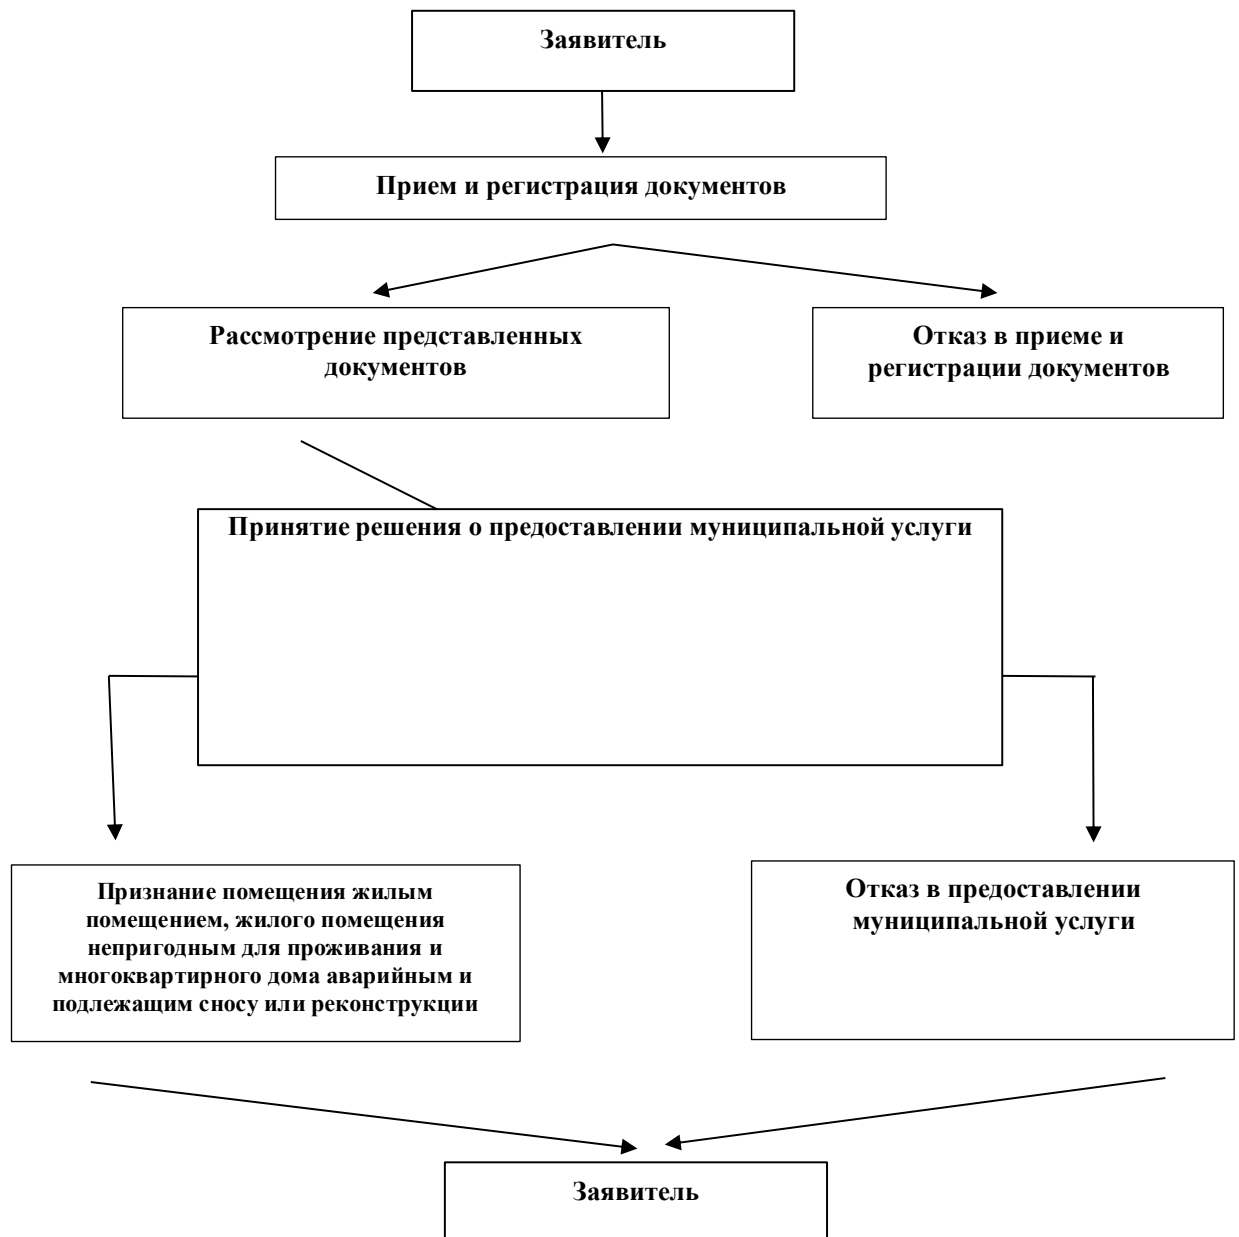 Заявитель
Прием и регистрация документов
Рассмотрение представленных
документов
Отказ в приеме и
регистрации документов
Принятие решения о предоставлении муниципальной услуги
Признание помещения жилым
помещением, жилого помещения
непригодным для проживания и
многоквартирного дома аварийным и
подлежащим сносу или реконструкции
Отказ в предоставлении
муниципальной услуги
Заявитель